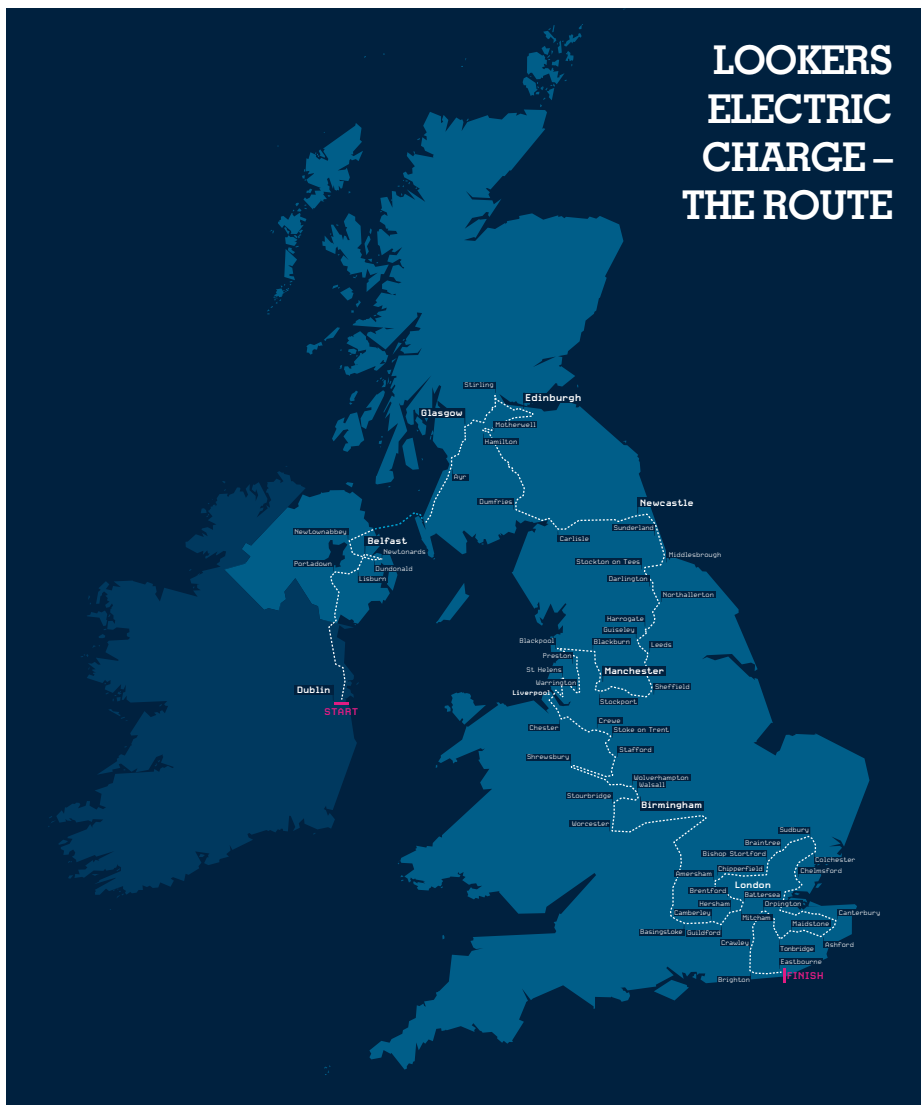 LOOKERS
ELECTRIC
CHARGE –
THE ROUTE
Stirling
Edinburgh
Glasgow
Motherwell
Hamilton
Ayr
Dumfries
Newcastle
Sunderland
Carlisle
Newtownabbey
Belfast
Newtonards
Middlesbrough
Portadown
Dundonald
Stockton on Tees
Lisburn
Darlington
Northallerton
Harrogate
Guiseley
Blackpool
Blackburn
Leeds
Preston
St Helens
Manchester
Warrington
Sheffield
Dublin
Liverpool
Stockport
START
Crewe
Chester
Stoke on Trent
Stafford
Shrewsbury
Wolverhampton
Walsall
Stourbridge
Birmingham
Worcester
Sudbury
Braintree
Bishop Stortford
Colchester
Chipperfield
Chelmsford
Amersham
London
Brentford
Battersea
Hersham
Orpington
Camberley
Mitcham
Canterbury
Maidstone
Basingstoke
Guildford
Crawley
Ashford
Tonbridge
Eastbourne
Brighton
FINISH